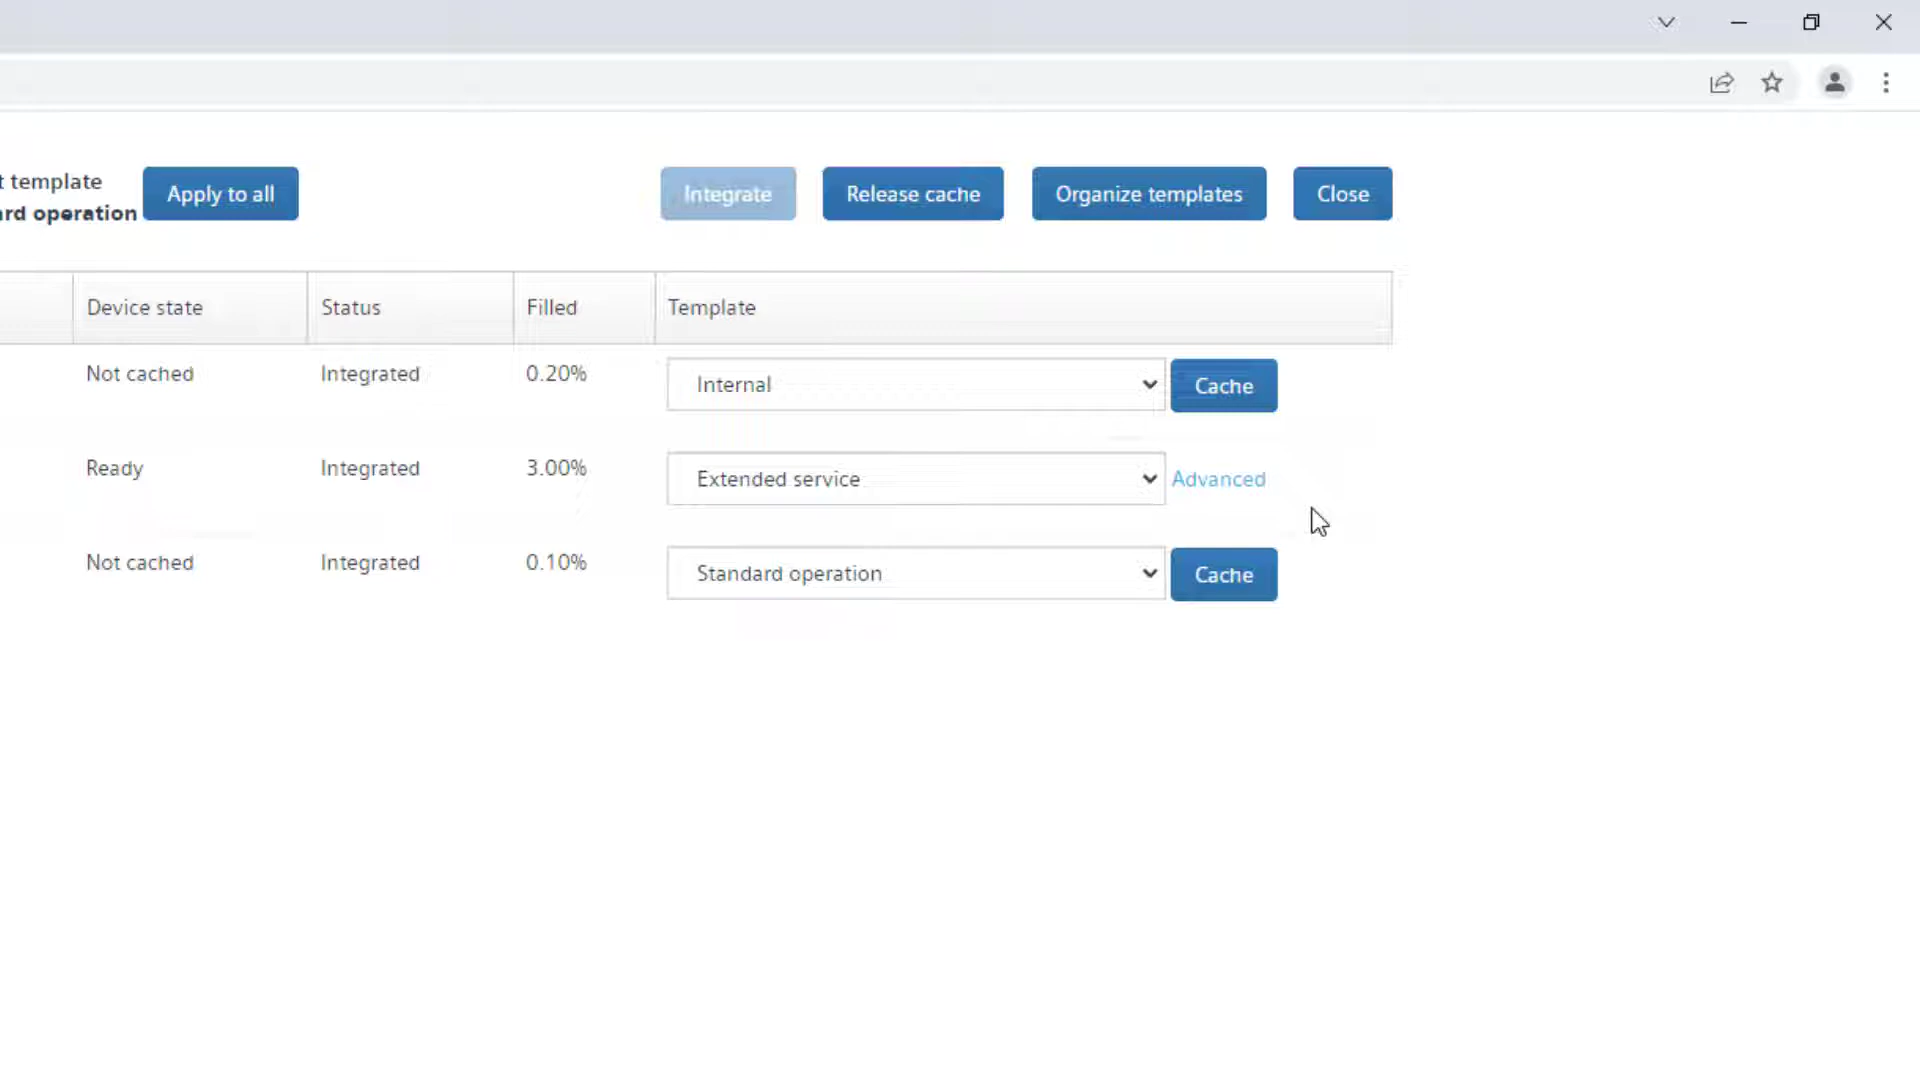 t template
rd operation
Apply to all
Integrate
Release cache
Organize templates
Close
Device state
Status
Filled
Template
Not cached
Integrated
0.20%
Internal
Cache
Ready
Integrated
3.00%
Extended service
Advanced
Not cached
Integrated
0.10%
Standard operation
Cache